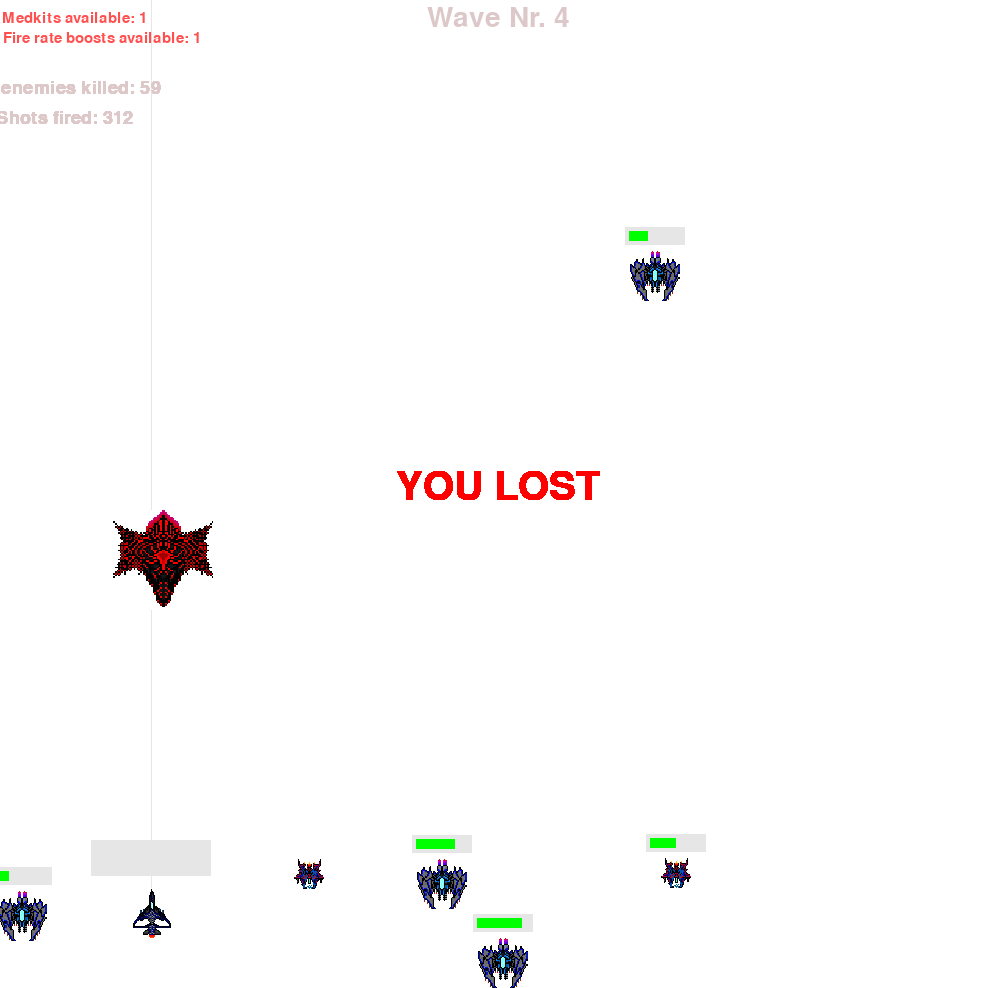 Wave Nr. 4
Medkits available: 1
Fire rate boosts available: 1
enemies killed: 59
Shots fired: 312
YOU LOST